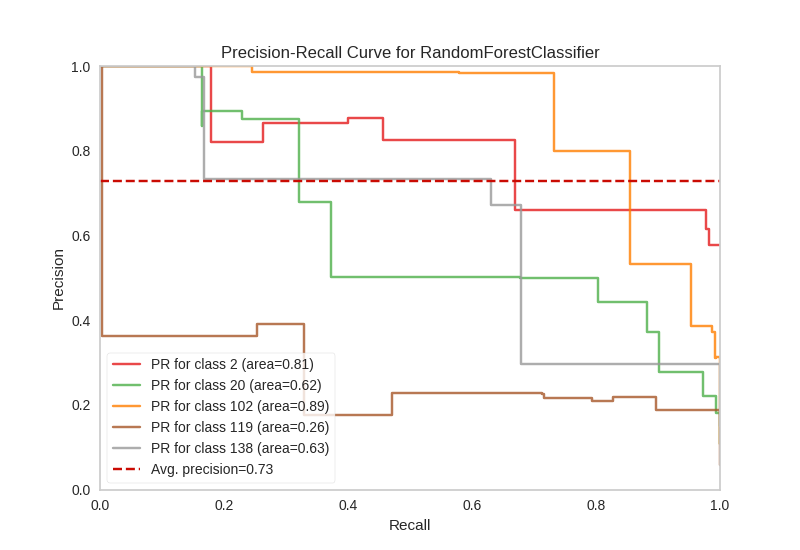 Precision-Recall Curve for RandomForestClassifier
1.0
0.8
0.6
0.4
0.2
0.0
Precision
PR for class 2 (area=0.81)
PR for class 20 (area=0.62)
PR for class 102 (area=0.89)
PR for class 119 (area=0.26)
PR for class 138 (area=0.63)
Avg. precision=0.73
0.0 0.2 0.4 0.6 0.8 1.0
Recall